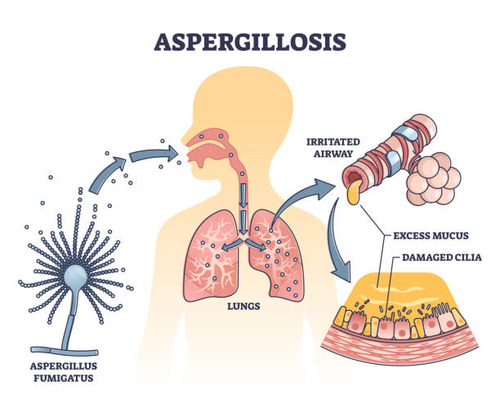 ASPERGILLOSIS
IRRITATED
AIRWAY
EXCESS MUCUS
DAMAGED CILIA
LUNGS
ASPERGILLUS
FUMIGATUS